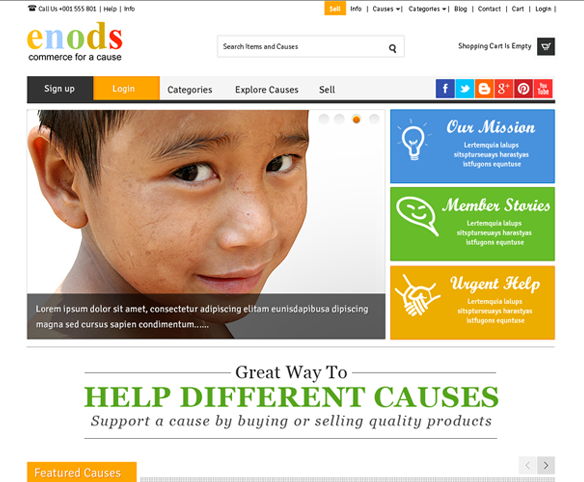 Call Us +001 555 801 | Help | Info
Sell Info | Causes | Categories | Blog | Contact | Cart | Login |
enods
commerce for a cause
Search Items and Causes
Shopping Cart Is Empty
Sign up Login Categories Explore Causes Sell
f g+ You Tube
Our Mission
Lertemquia lalups
sitspturseuays harastyas
istfugons equntuse
Member Stories
Lertemquia lalups
sitspturseuays harastyas
istfugons equntuse
Urgent Help
Lertemquia lalups
sitspturseuays harastyas
istfugons equntuse
Lorem ipsum dolor sit amet, consectetur adipiscing elitam eunisdapibusa dipiscing
magna sed cursus sapien condimentum......
Great Way To
HELP DIFFERENT CAUSES
Support a cause by buying or selling quality products
Featured Causes